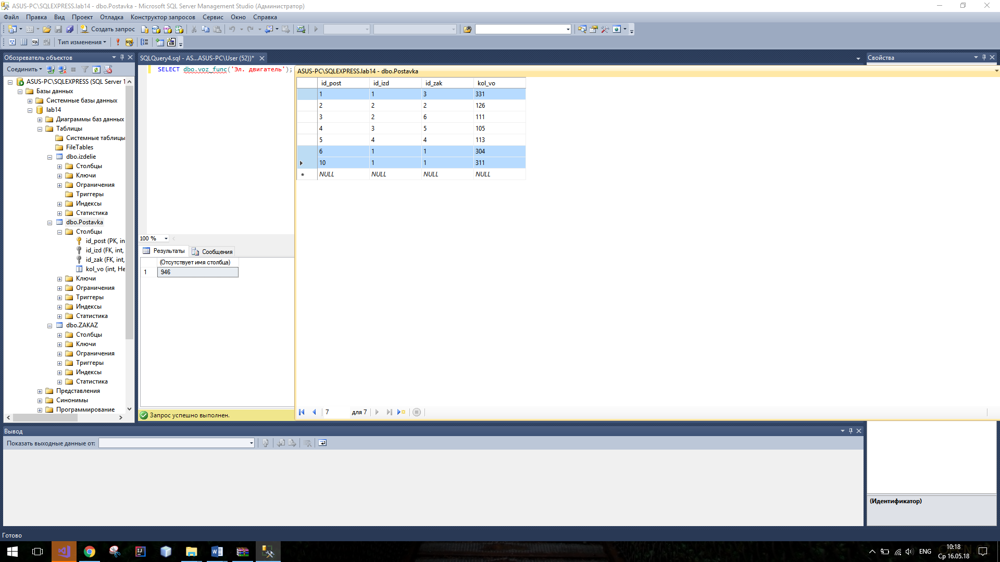 ASUS-PC\SQLEXPRESS.lab14 - dbo.Postavka - Microsoft SQL Server Management Studio (Администратор)
Файл Правка Вид Проект Отладка Конструктор запросов Сервис Окно Справка
Создать запрос
Тип изменения
Обозреватель объектов
Соединить
ASUS-PC\SQLEXPRESS (SQL Server 1
Базы данных
Системные базы данных
lab14
Диаграммы баз данных
Таблицы
Системные таблицы
FileTables
dbo.izdelie
Столбцы
Ключи
Ограничения
Триггеры
Индексы
Статистика
dbo.Postavka
Столбцы
id_post (PK, in
id_izd (FK, int,
id_zak (FK, int,
kol_vo (int, Не
Ключи
Ограничения
Триггеры
Индексы
Статистика
dbo.ZAKAZ
Столбцы
Ключи
Ограничения
Триггеры
Индексы
Статистика
Представления
Синонимы
Программирование
SQLQuery4.sql - AS...ASUS-PC\User (52))*
SELECT dbo.voz_func('Эл. двигатель');
100 %
Результаты Сообщения
(Отсутствует имя столбца)
1 946
Запрос успешно выполнен.
ASUS-PC\SQLEXPRESS.lab14 - dbo.Postavka
id_post id_izd id_zak kol_vo
1 1 3 331
2 2 2 126
3 2 6 111
4 3 5 105
5 4 4 113
6 1 1 304
10 1 1 311
NULL NULL NULL NULL
7 для 7
Свойства
(Идентификатор)
Вывод
Показать выходные данные от:
Готово
ENG
10:18
Ср 16.05.18